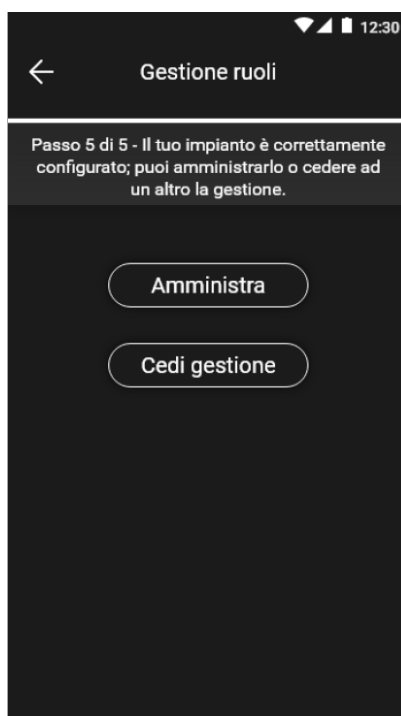 12:30
Gestione ruoli
Passo 5 di 5 - Il tuo impianto è correttamente
configurato; puoi amministrarlo o cedere ad
un altro la gestione.
Amministra
Cedi gestione